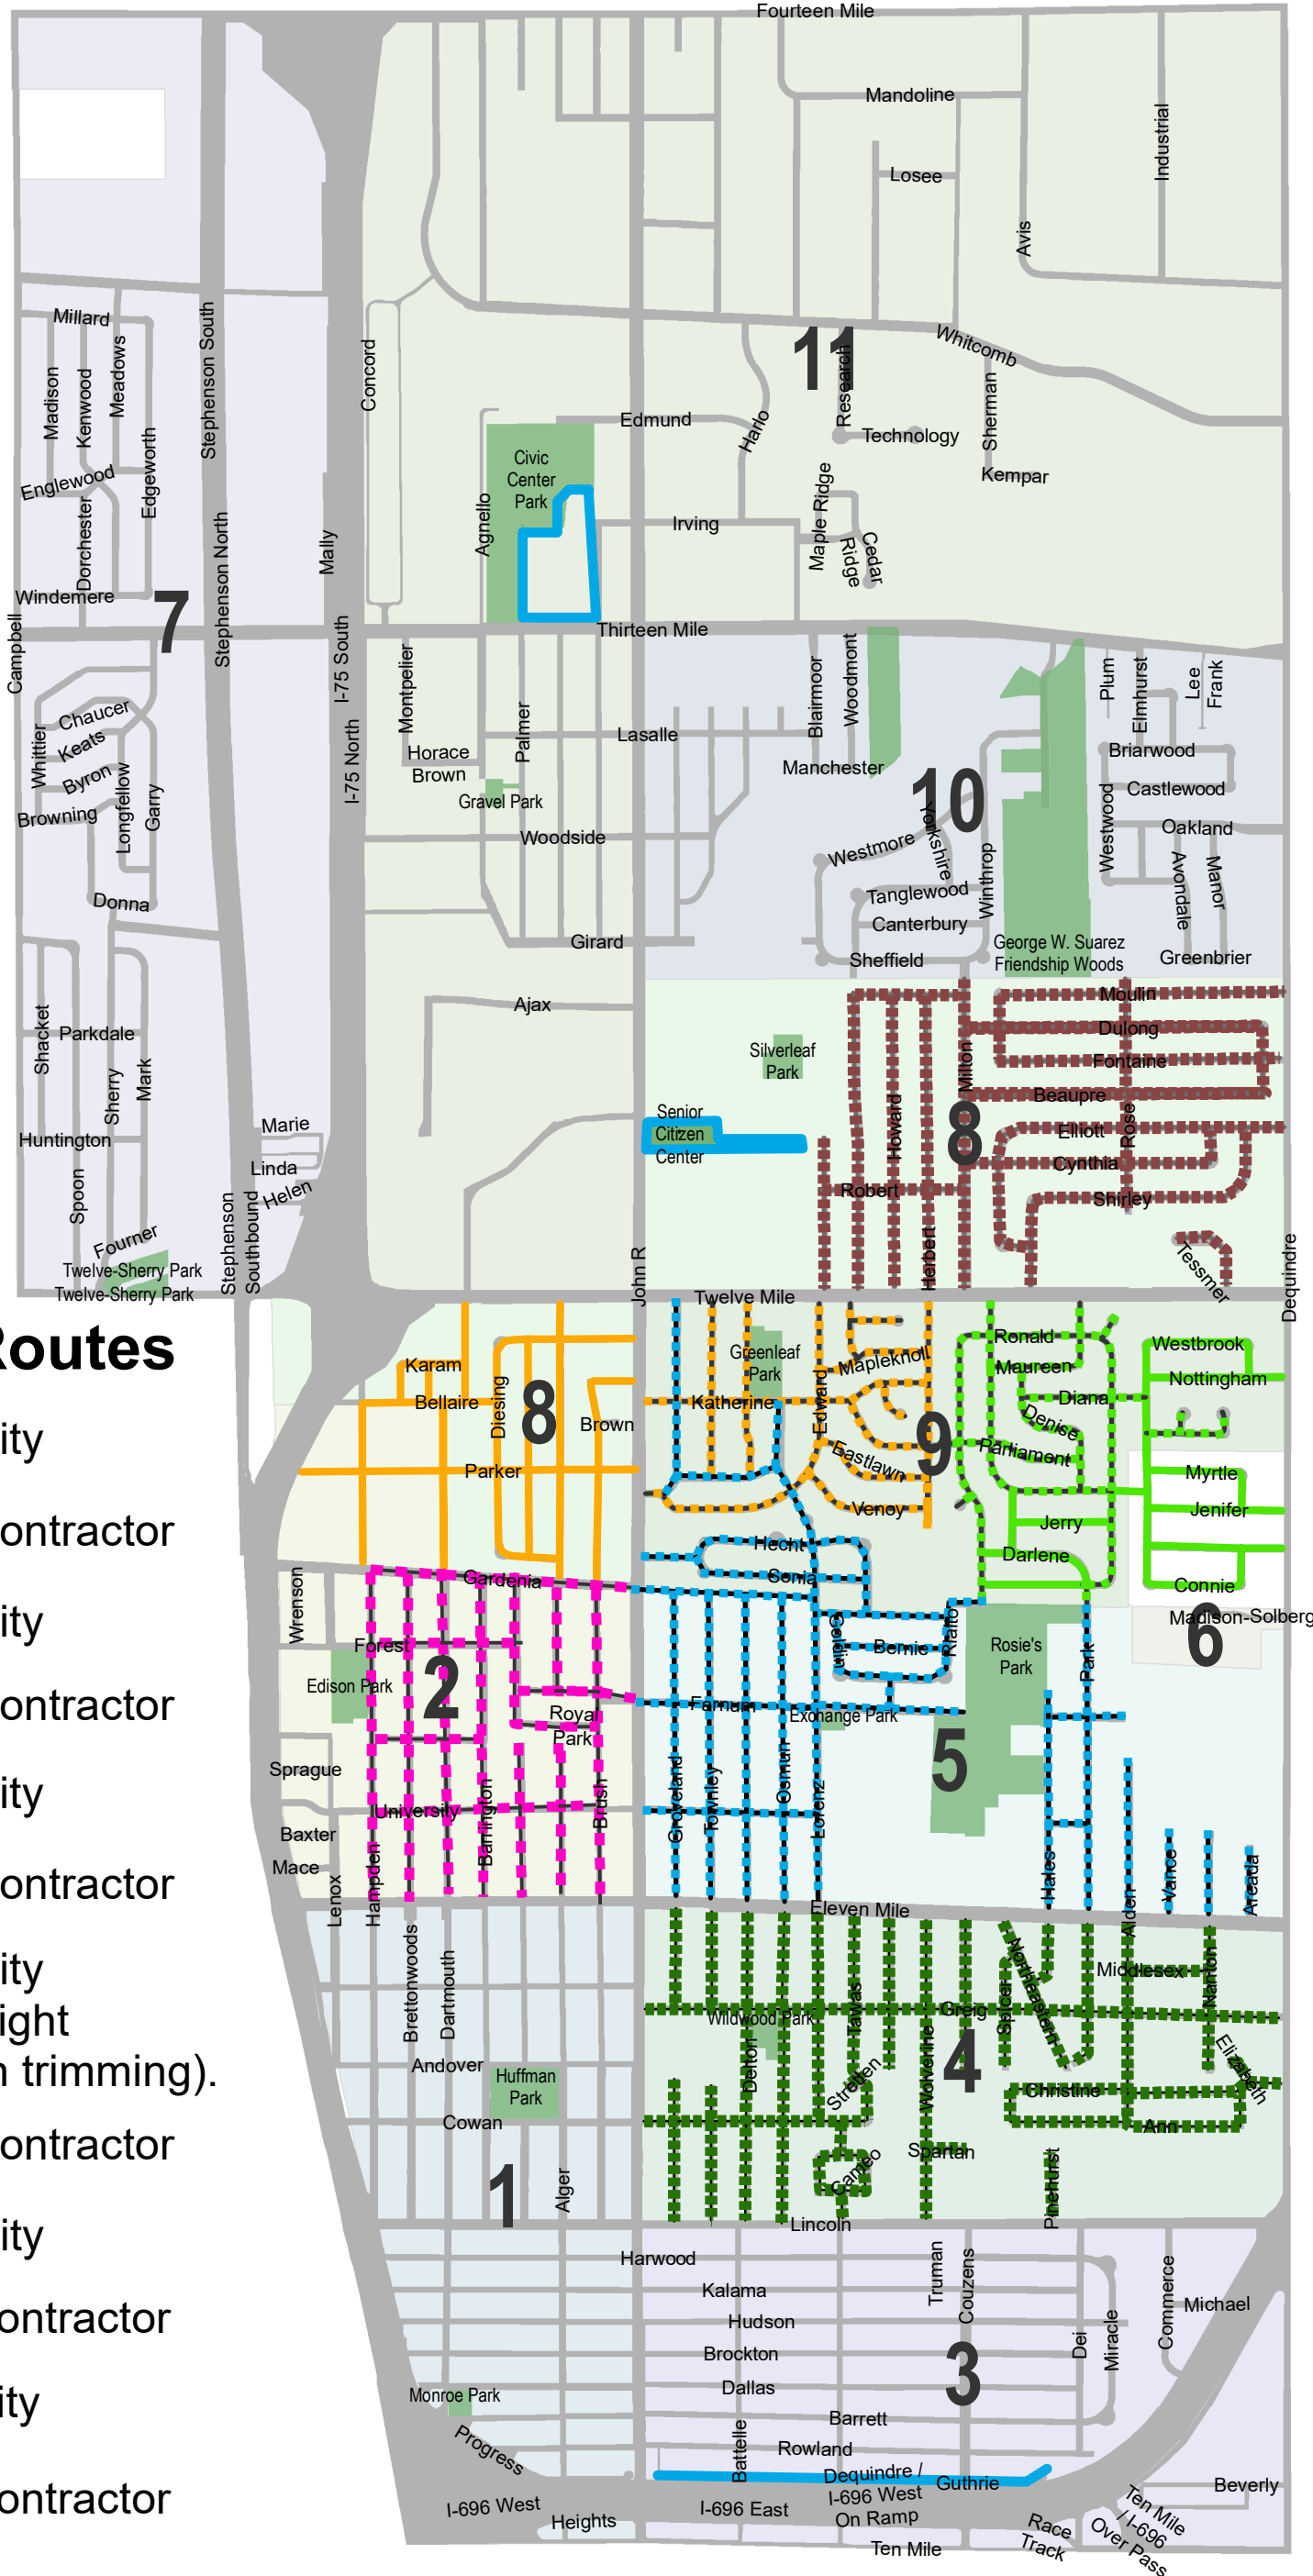 Fourteen Mile
Mandoline
Industrial
Losee
Avis
Millard
Stephenson South
Whitcomb
Concord
Madison
Kenwood
Meadows
11
Research
Sherman
Edmund
Harlo
Technology
Edgeworth
Civic
Center
Park
Kempar
Englewood
Maple Ridge
Agnello
Irving
Dorchester
Stephenson North
Mally
Cedar
Ridge
Windemere
7
Campbell
Thirteen Mile
I-75 South
Montpelier
Blairmoor
Woodmont
Plum
Elmhurst
Lee
Frank
Chaucer
Whittier
Keats
Palmer
Lasalle
Horace
Brown
Briarwood
Byron
I-75 North
Manchester
10
Castlewood
Longfellow
Garry
Gravel Park
Browning
Woodside
Yorkshire
Westwood
Oakland
Westmore
Winthrop
Avondale
Manor
Donna
Tanglewood
Canterbury
Girard
George W. Suarez
Friendship Woods
Sheffield
Greenbrier
Ajax
Moulin
Shacket
Parkdale
Dulong
Silverleaf
Park
Milton
Fontaine
Sherry
Mark
Beaupre
Senior
Citizen
Center
Howard
8
Rose
Marie
Elliott
Huntington
Linda
Cynthia
Spoon
Helen
Robert
Shirley
Stephenson
Southbound
Fourner
Twelve-Sherry Park
Twelve-Sherry Park
John R
Herbert
Tessmer
Dequindre
Twelve Mile
Routes
Karam
Greenleaf
Park
Mapleknoll
Ronald
Westbrook
Maureen
Nottingham
Bellaire
Diesing
8
Brown
Katherine
Edward
Diana
Denise
9
ity
Eastlawn
Parliament
Parker
Myrtle
Venoy
Jenifer
ontractor
Jerry
Hecht
Darlene
Gardenia
Senia
Connie
Wrenson
Madison-Solberg
ity
Goldin
Rialto
6
Forest
Bernie
Rosie's
Park
Park
Edison Park
2
Farnum
ontractor
Royal
Park
Exchange Park
5
Sprague
Groveland
Townley
Osmun
Lorenz
ity
Barrington
Brush
University
Baxter
Mace
Lenox
Hampden
Hales
Vance
Areada
ontractor
Eleven Mile
Alden
Brettonwoods
Dartmouth
Northeastern
Middlesex
Nanton
ity
Wildwood Park
Tawas
Greig
Spicer
ight
Andover
Huffman
Park
Delton
Stretten
Wolverine
4
Elizabeth
n trimming).
Christine
Cowan
Ann
ontractor
Cameo
Spartan
1
Alger
Pinehurst
Lincoln
ity
Harwood
Truman
Couzens
Kalama
Commerce
Michael
Hudson
Dei
Miracle
ontractor
Brockton
3
Dallas
Monroe Park
ity
Barrett
Progress
Battelle
Rowland
Dequindre /
I-696 West
On Ramp
Guthrie
Beverly
ontractor
I-696 West
I-696 East
Heights
Race
Track
Ten Mile
/ I-696
Over Pass
Ten Mile